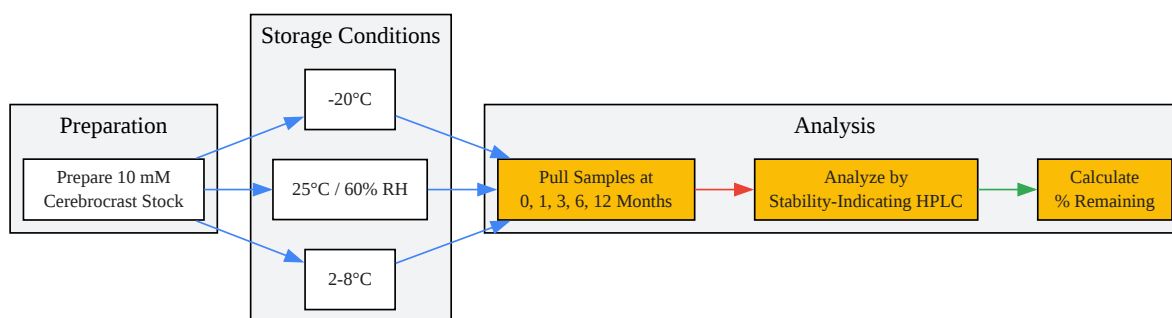 Preparation
Prepare 10 mM
Cerebrocrast Stock
Storage Conditions
-20°C
25°C / 60% RH
2-8°C
Analysis
Pull Samples at
0, 1, 3, 6, 12 Months
Analyze by
Stability-Indicating HPLC
Calculate
% Remaining